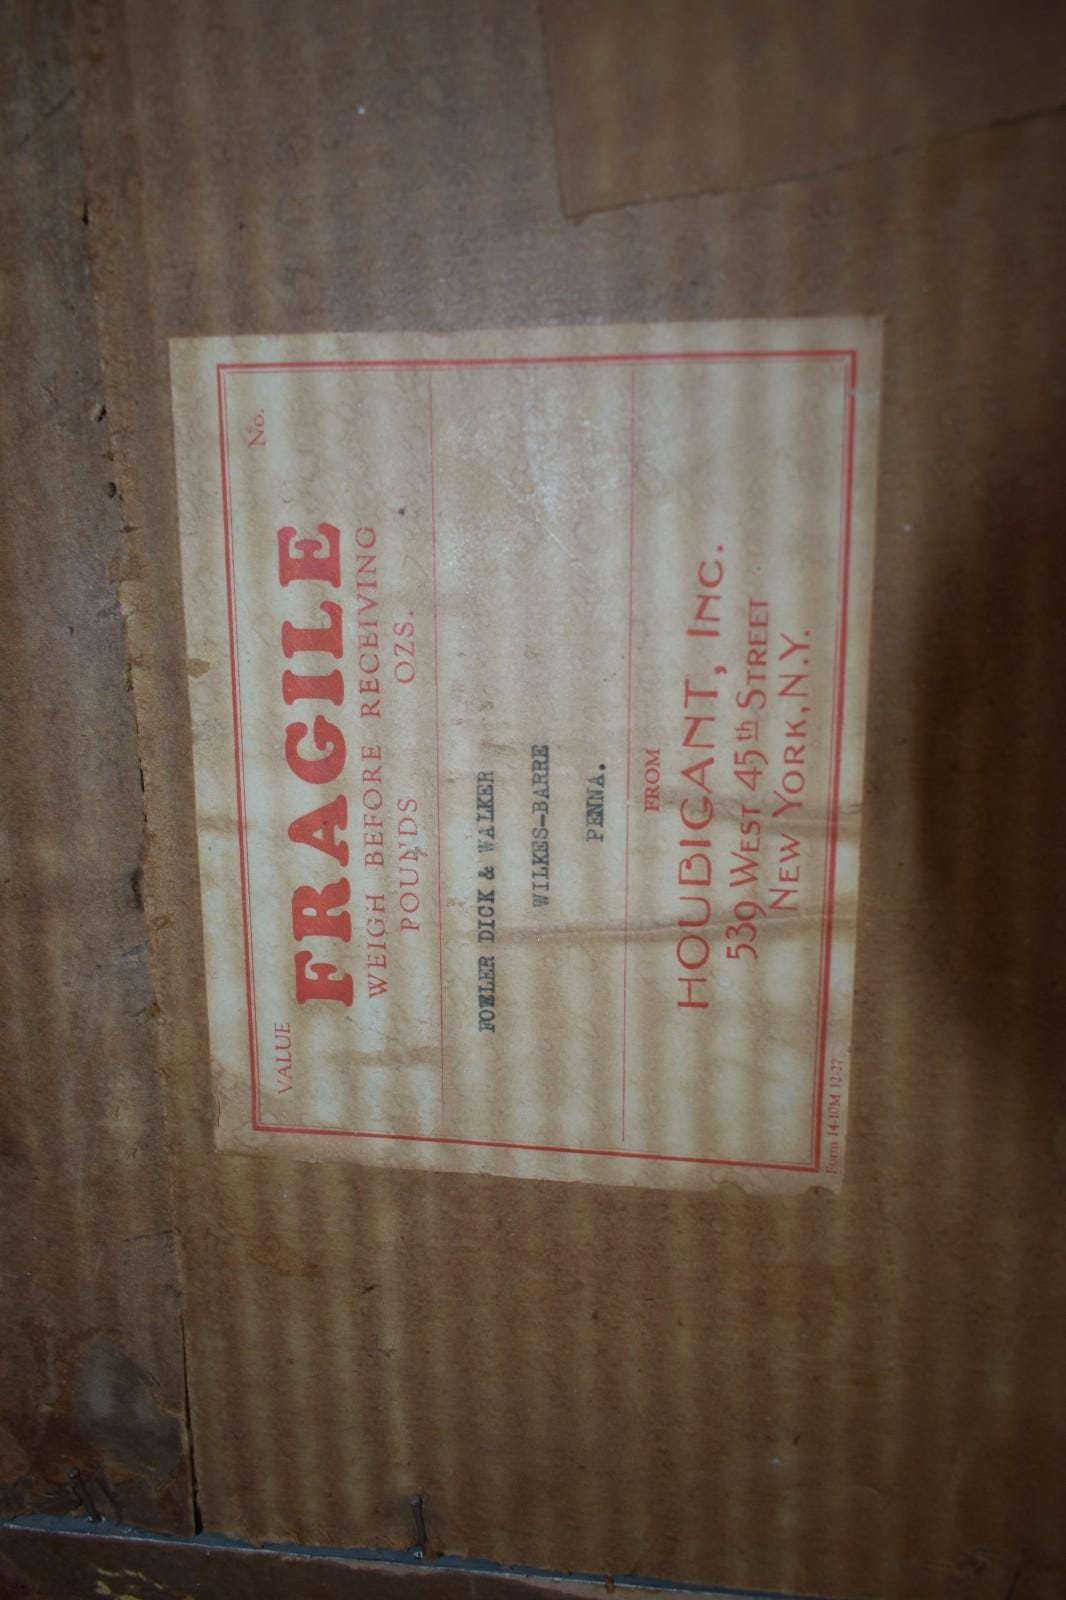 VALUE No.
FRAGILE
WEIGH BEFORE RECEIVING
POUNDS OZS.
FOWLER DICK & WALKER
WILKES-BARRE
PENNA.
FROM
HOUBIGANT, INC.
539 WEST 45th STREET
NEW YORK, N.Y.
Form 14-10M 12-27